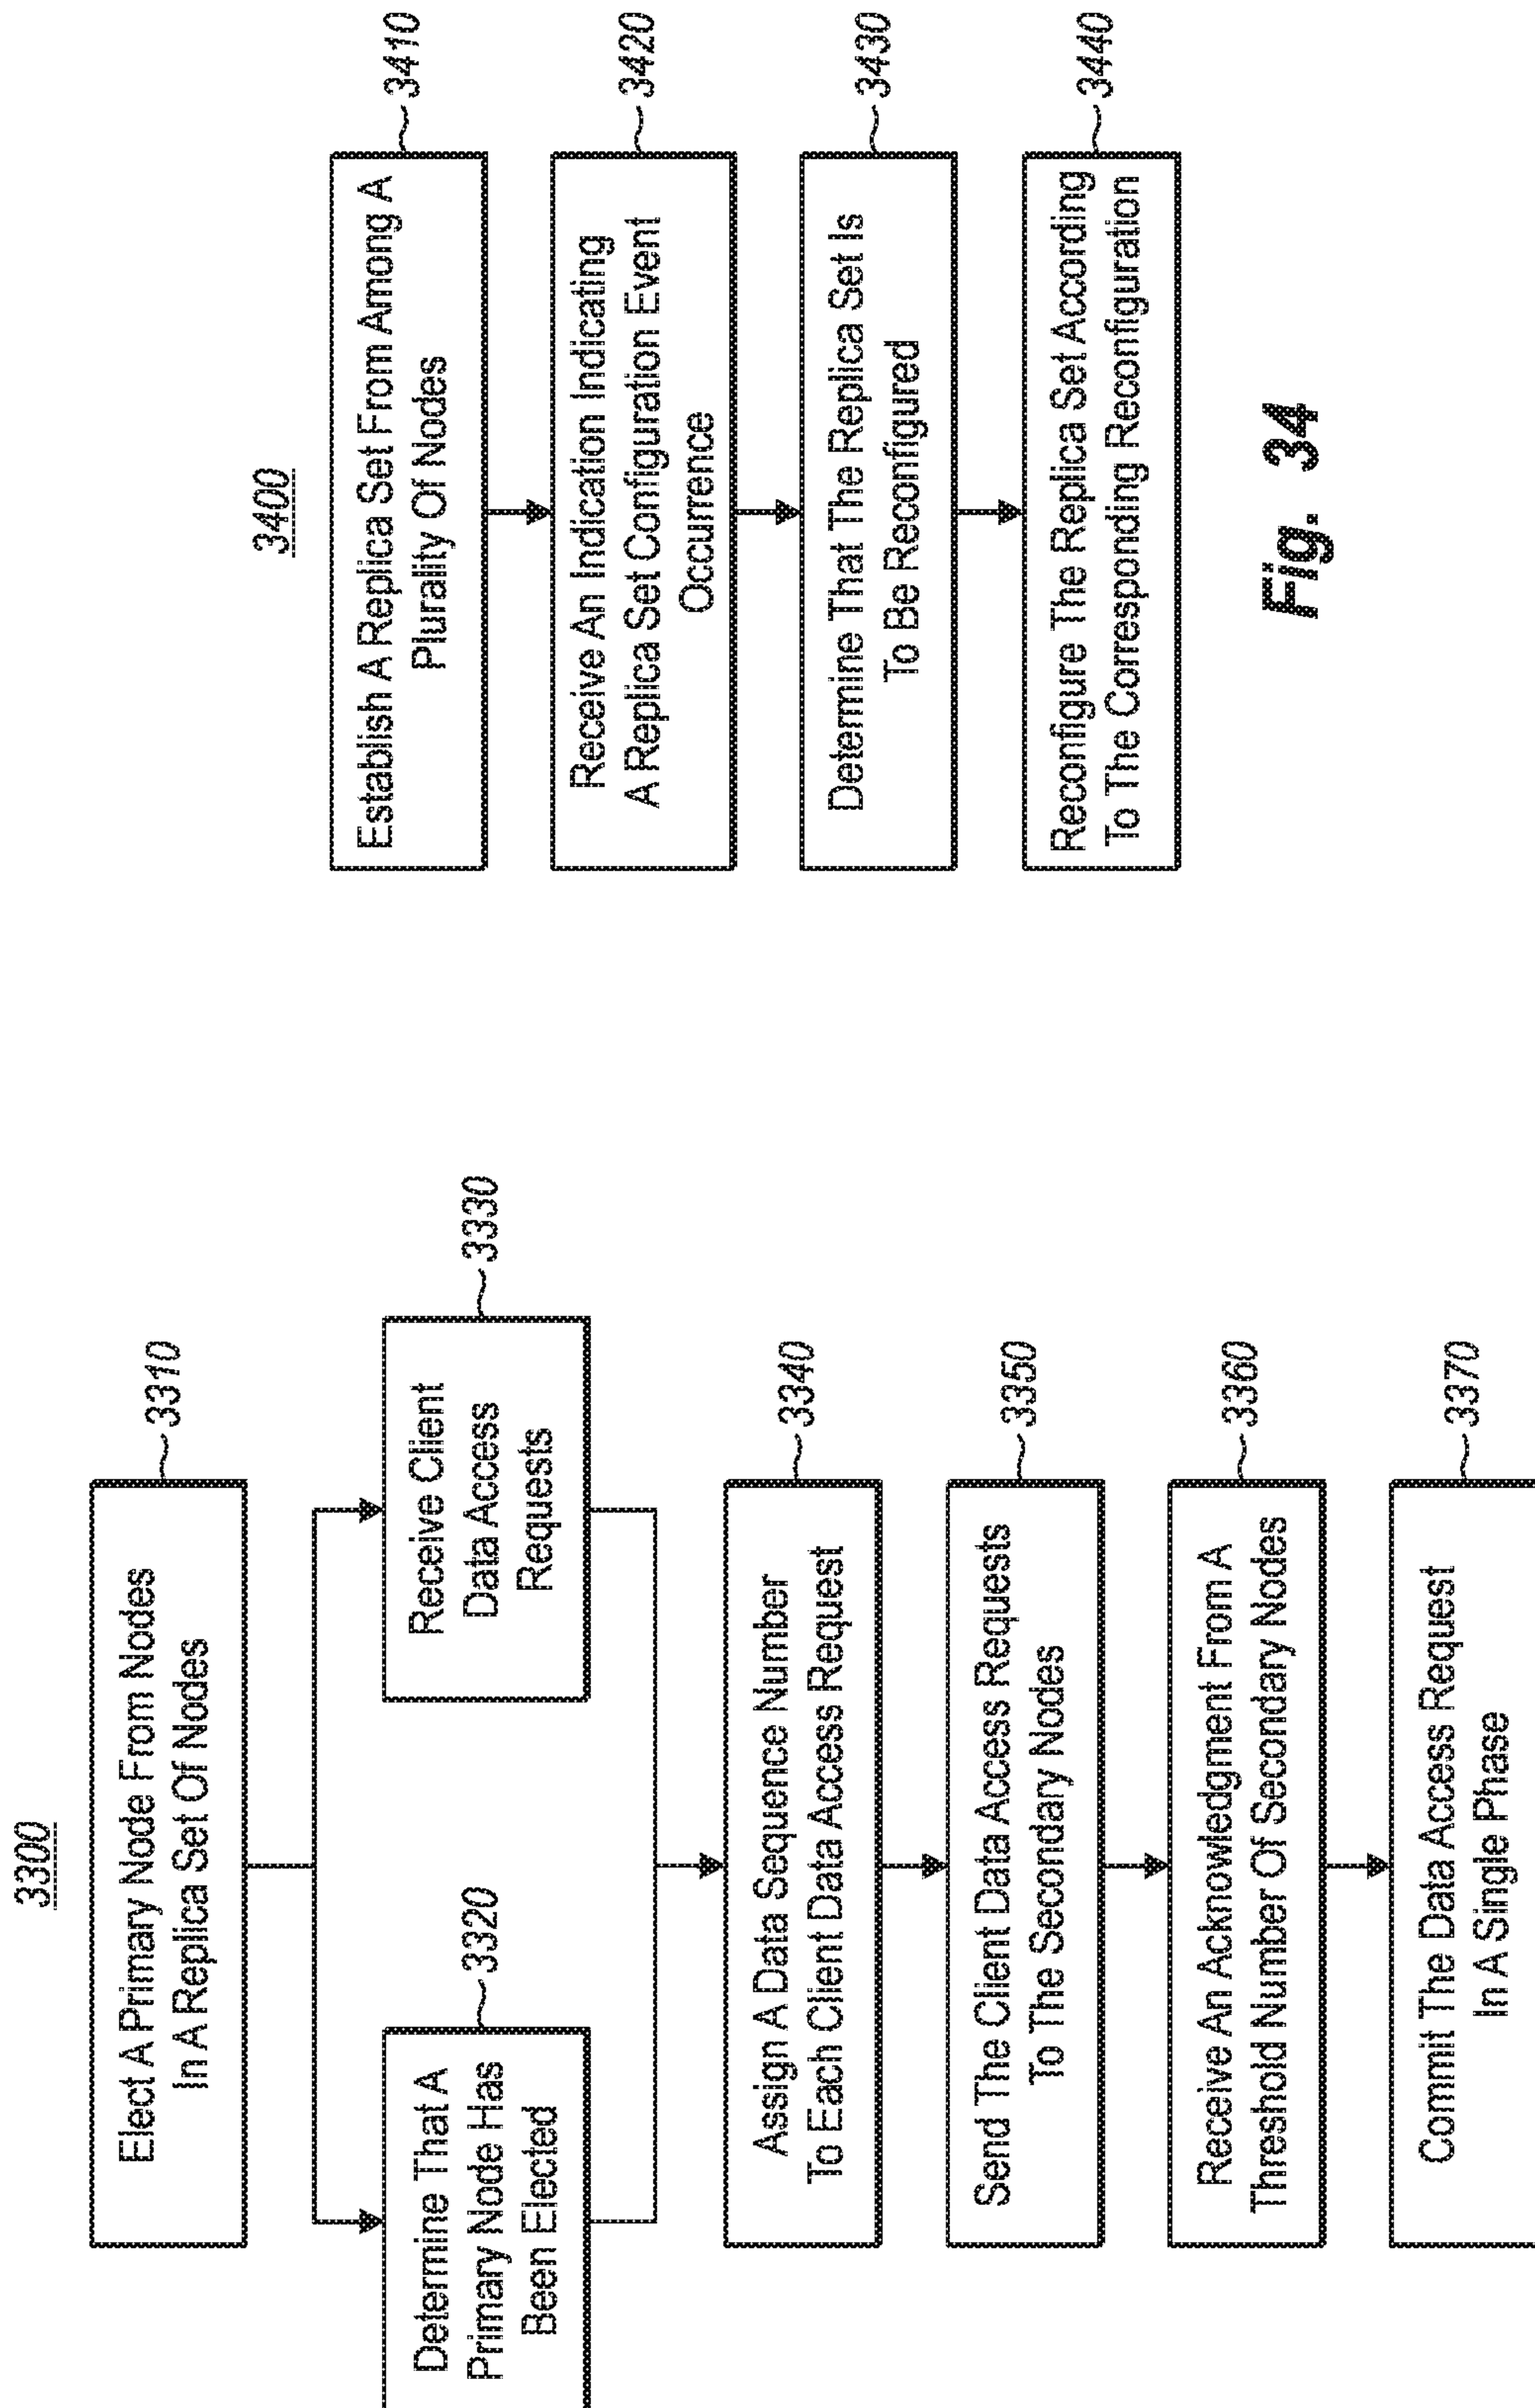 3300
Elect A Primary Node From Nodes
In A Replica Set Of Nodes
3310
Determine That A
Primary Node Has
Been Elected
3320
Receive Client
Data Access
Requests
3330
Assign A Data Sequence Number
To Each Client Data Access Request
3340
Send The Client Data Access Requests
To The Secondary Nodes
3350
Receive An Acknowledgment From A
Threshold Number Of Secondary Nodes
3360
Commit The Data Access Request
In A Single Phase
3370
3400
Establish A Replica Set From Among A
Plurality Of Nodes
3410
Receive An Indication Indicating
A Replica Set Configuration Event
Occurrence
3420
Determine That The Replica Set Is
To Be Reconfigured
3430
Reconfigure The Replica Set According
To The Corresponding Reconfiguration
3440
Fig. 34